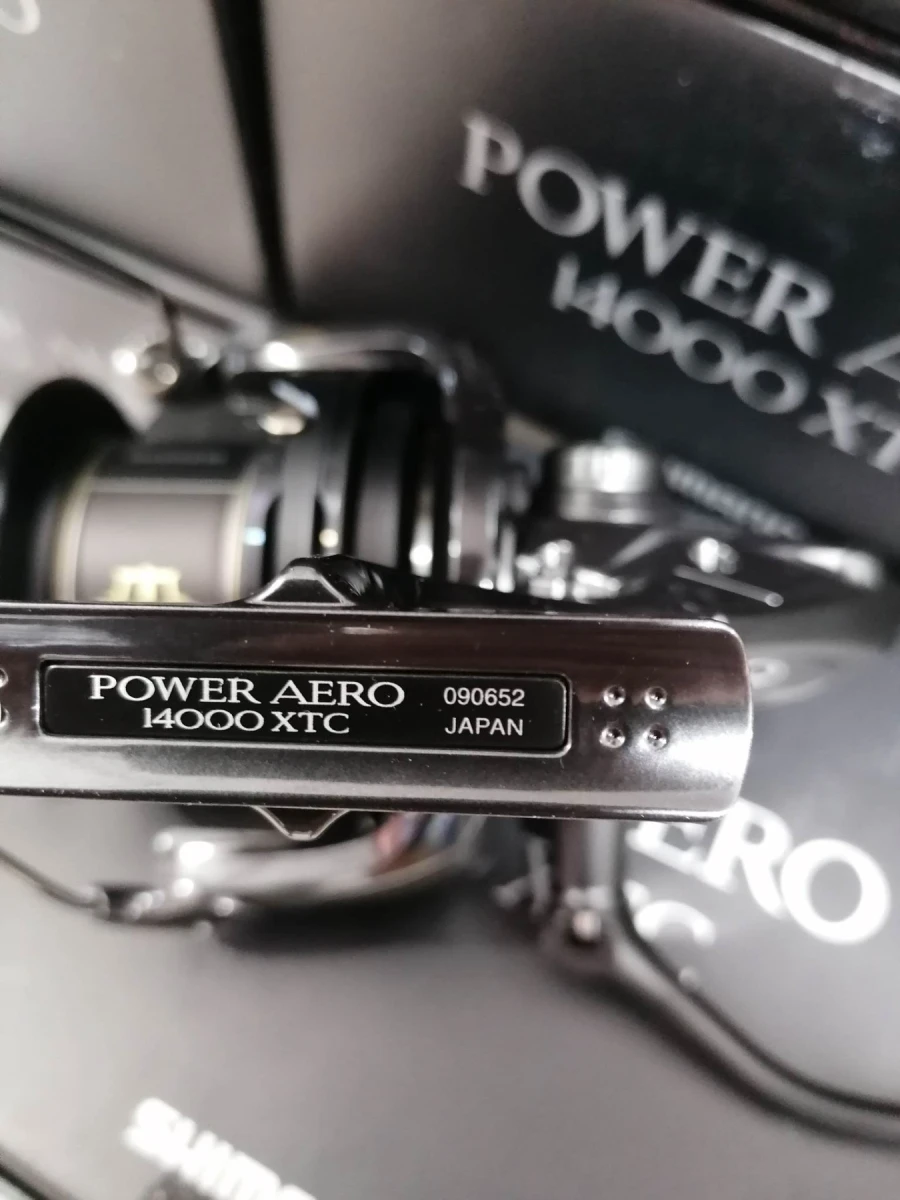 POWER A
14000 XT
POWER AERO
14000 XTC
090652
JAPAN
ERO